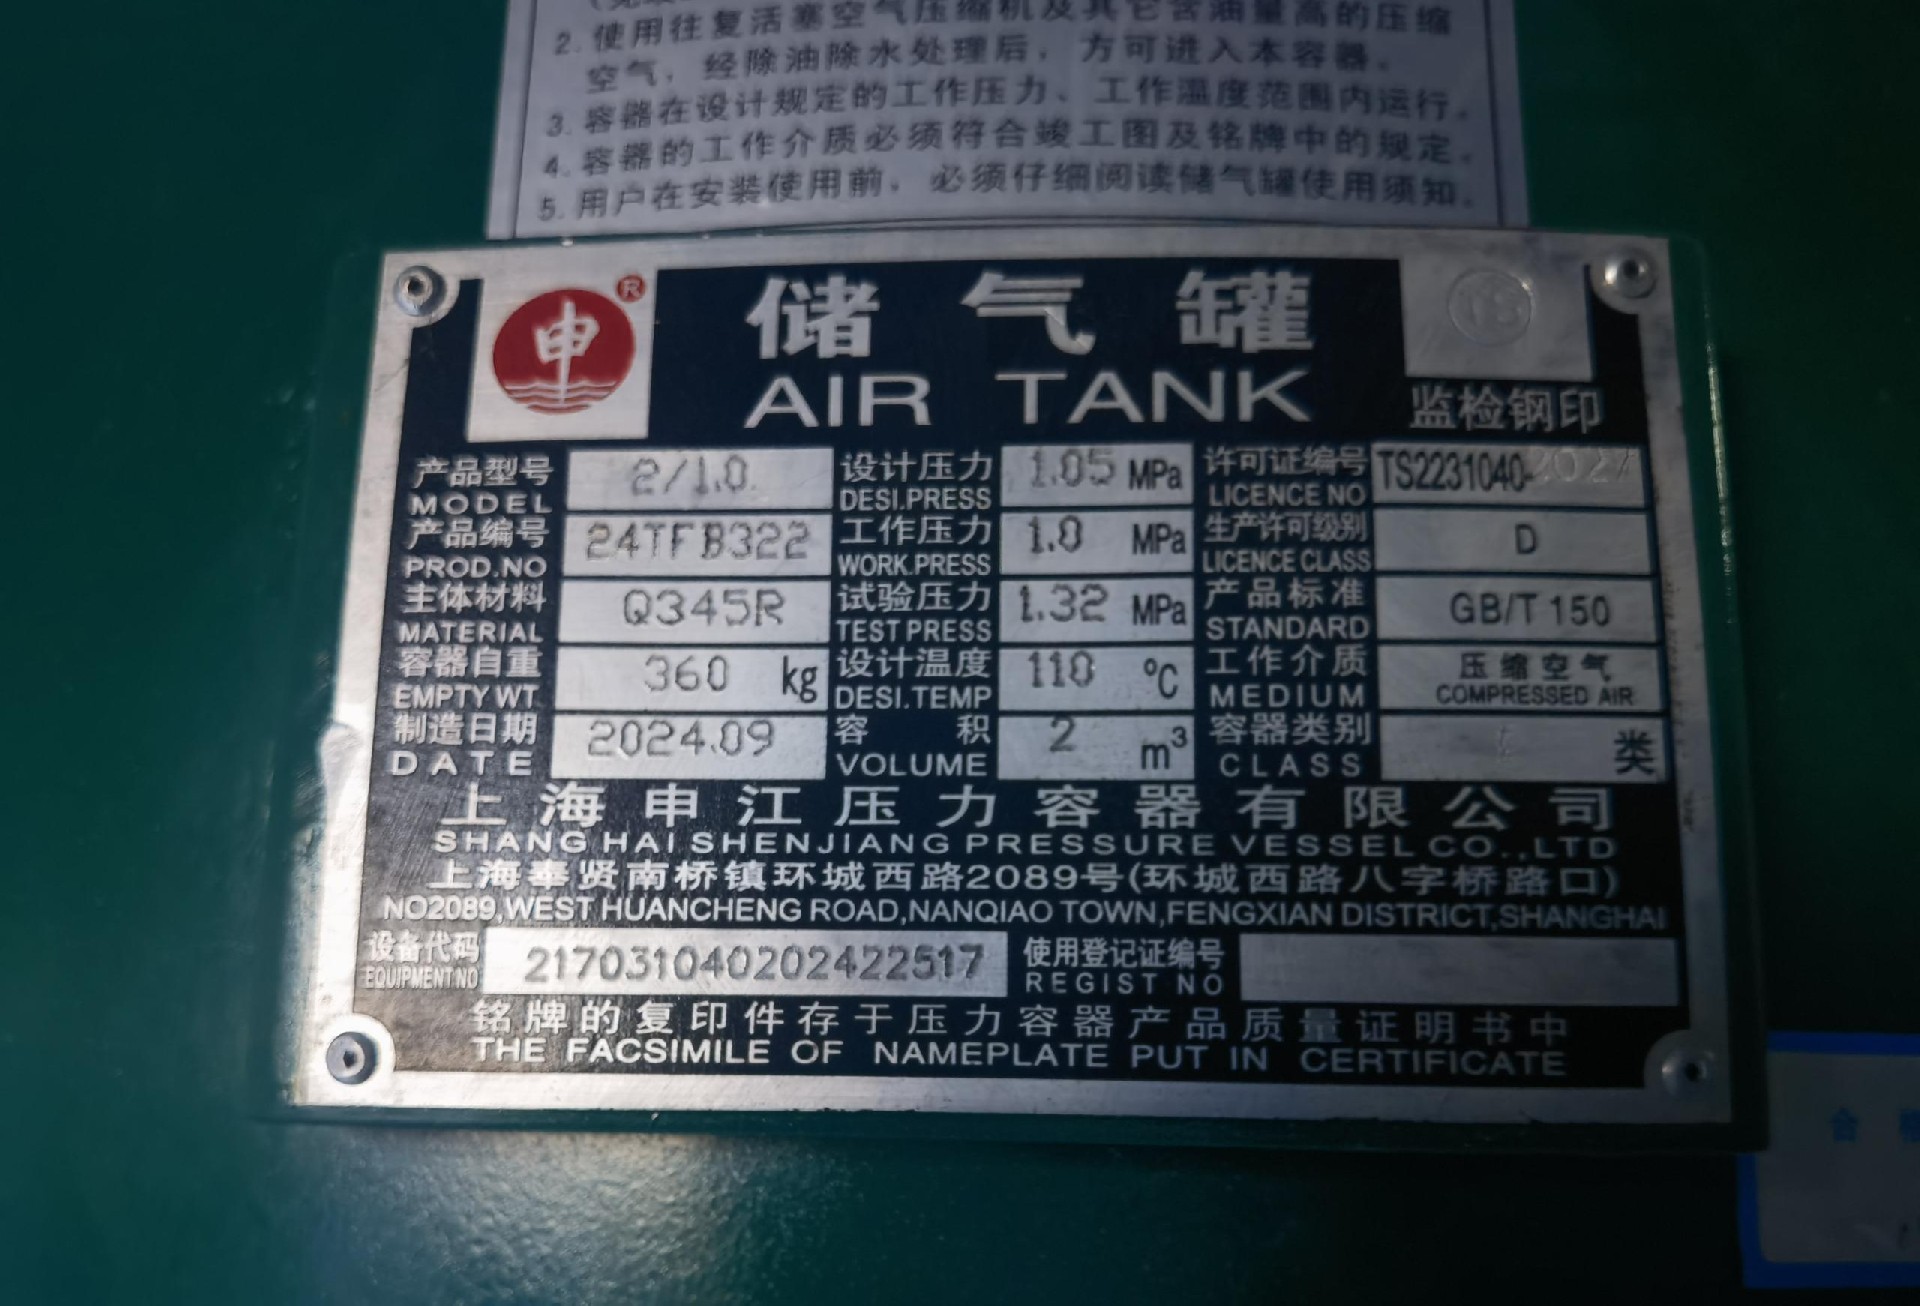 2. 使用往复活塞空气压缩机及其它含油量高的压缩
空气，经除油除水处理后，方可进入本容器。
3. 容器在设计规定的工作压力、工作温度范围内运行。
4. 容器的工作介质必须符合竣工图及铭牌中的规定。
5. 用户在安装使用前，必须仔细阅读储气罐使用须知。
申 ®
储气罐
AIR TANK
TS
监检钢印
产品型号 2/1.0 设计压力 1.05 MPa 许可证编号 TS2231040-2027
MODEL DESI.PRESS LICENCE NO
产品编号 24TFB322 工作压力 1.0 MPa 生产许可级别 D
PROD.NO WORK.PRESS LICENCE CLASS
主体材料 Q345R 试验压力 1.32 MPa 产品标准 GB/T 150
MATERIAL TEST PRESS STANDARD
容器自重 360 kg 设计温度 110 ℃ 工作介质 压缩空气
EMPTY WT DESI.TEMP MEDIUM COMPRESSED AIR
制造日期 2024.09 容积 2 m³ 容器类别 I 类
DATE VOLUME CLASS
上海申江压力容器有限公司
SHANG HAI SHENJIANG PRESSURE VESSEL CO.,LTD
上海奉贤南桥镇环城西路2089号(环城西路八字桥路口)
NO2089,WEST HUANCHENG ROAD,NANQIAO TOWN,FENGXIAN DISTRICT,SHANGHAI
设备代码 217031040202422517 使用登记证编号
EQUIPMENT NO REGIST NO
铭牌的复印件存于压力容器产品质量证明书中
THE FACSIMILE OF NAMEPLATE PUT IN CERTIFICATE
合